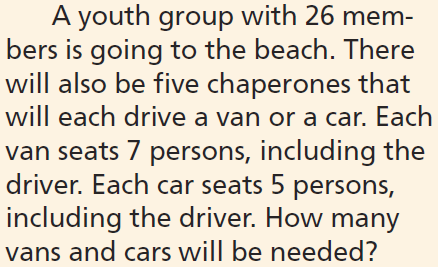 A youth group with 26 mem-
bers is going to the beach. There
will also be five chaperones that
will each drive a van or a car. Each
van seats 7 persons, including the
driver. Each car seats 5 persons,
including the driver. How many
vans and cars will be needed?